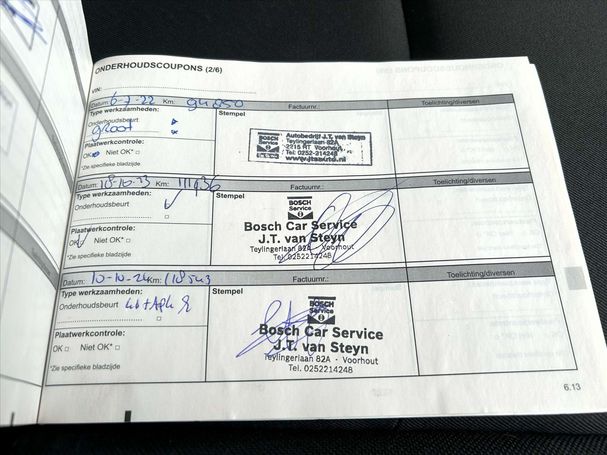 ONDERHOUDSCOUPONS (2/6)
VIN:
Datum: 6-7-22 Km: Factuurnr.: Toelichting/diversen
Type werkzaamheden: Stempel
Onderhoudsbeurt
groot
Plaatwerkcontrole:
OK Niet OK*
*Zie specifieke bladzijde
BOSCH
Service
Autobedrijf J.T. van Steyn
Teylingerlaan 82A
2215 RT Voorhout
Tel: 0252-214248
Datum: 18-10-23 Km: 111936 Factuurnr.: Toelichting/diversen
Type werkzaamheden: Stempel
Onderhoudsbeurt
Plaatwerkcontrole:
OK Niet OK*
*Zie specifieke bladzijde
BOSCH
Service
Bosch Car Service
J.T. van Steyn
Teylingerlaan 82A - Voorhout
Tel. 0252214248
Datum: 10-10-24 Km: 118543 Factuurnr.: Toelichting/diversen
Type werkzaamheden: Stempel
Onderhoudsbeurt
Plaatwerkcontrole:
OK Niet OK*
*Zie specifieke bladzijde
BOSCH
Service
Bosch Car Service
J.T. van Steyn
Teylingerlaan 82A - Voorhout
Tel. 0252214248
6.13